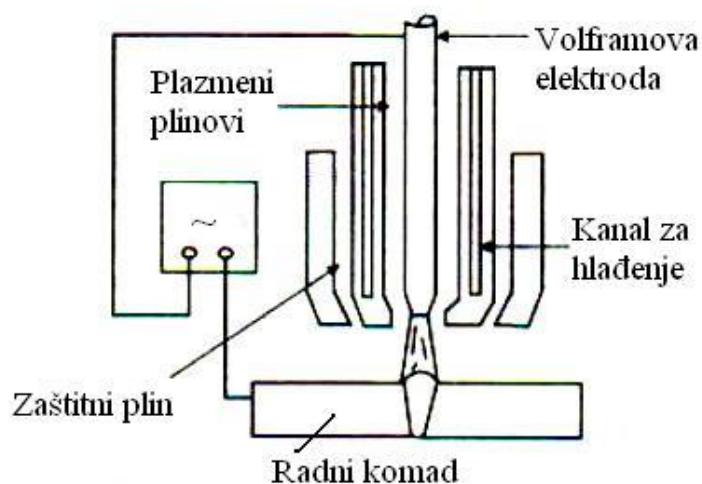 Volframova
elektroda
Plazmeni
plinovi
~
Kanal za
hlađenje
Zaštitni plin
Radni komad